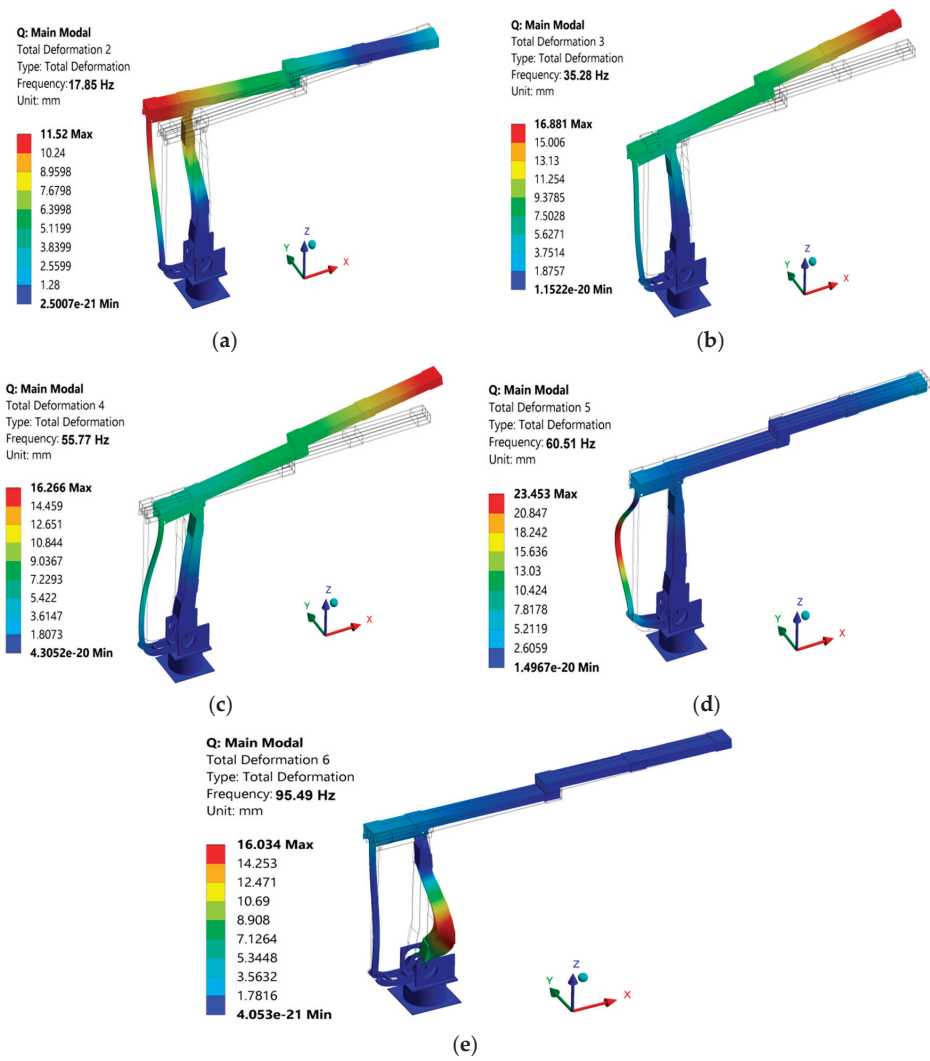 Q: Main Modal
Total Deformation 2
Type: Total Deformation
Frequency: 17.85 Hz
Unit: mm
11.52 Max
10.24
8.9598
7.6798
6.3998
5.1199
3.8399
2.5599
1.28
2.5007e-21 Min
Z
Y
X
(a)
Q: Main Modal
Total Deformation 3
Type: Total Deformation
Frequency: 35.28 Hz
Unit: mm
16.881 Max
15.006
13.13
11.254
9.3785
7.5028
5.6271
3.7514
1.8757
1.1522e-20 Min
Z
Y
X
(b)
Q: Main Modal
Total Deformation 4
Type: Total Deformation
Frequency: 55.77 Hz
Unit: mm
16.266 Max
14.459
12.651
10.844
9.0367
7.2293
5.422
3.6147
1.8073
4.3052e-20 Min
Z
Y
X
(c)
Q: Main Modal
Total Deformation 5
Type: Total Deformation
Frequency: 60.51 Hz
Unit: mm
23.453 Max
20.847
18.242
15.636
13.03
10.424
7.8178
5.2119
2.6059
1.4967e-20 Min
Z
Y
X
(d)
Q: Main Modal
Total Deformation 6
Type: Total Deformation
Frequency: 95.49 Hz
Unit: mm
16.034 Max
14.253
12.471
10.69
8.908
7.1264
5.3448
3.5632
1.7816
4.053e-21 Min
Z
Y
X
(e)